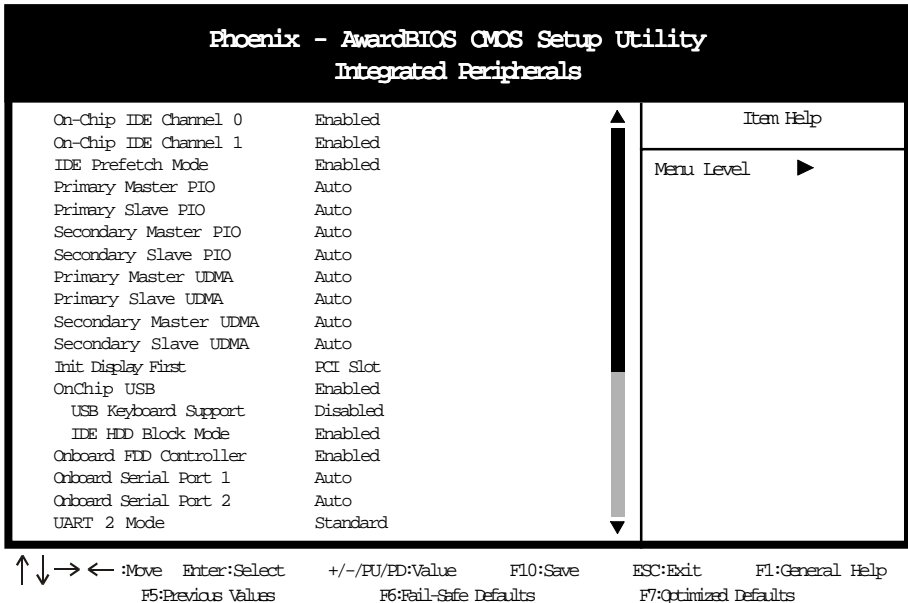 Phoenix - AwardBIOS CMOS Setup Utility
Integrated Peripherals
On-Chip IDE Channel 0 Enabled
On-Chip IDE Channel 1 Enabled
IDE Prefetch Mode Enabled
Primary Master PIO Auto
Primary Slave PIO Auto
Secondary Master PIO Auto
Secondary Slave PIO Auto
Primary Master UDMA Auto
Primary Slave UDMA Auto
Secondary Master UDMA Auto
Secondary Slave UDMA Auto
Init Display First PCI Slot
OnChip USB Enabled
USB Keyboard Support Disabled
IDE HDD Block Mode Enabled
Onboard FDD Controller Enabled
Onboard Serial Port 1 Auto
Onboard Serial Port 2 Auto
UART 2 Mode Standard
Item Help
Menu Level ▶
↑↓→← :Move Enter:Select +/-/PU/PD:Value F10:Save ESC:Exit F1:General Help
F5:Previous Values F6:Fail-Safe Defaults F7:Optimized Defaults